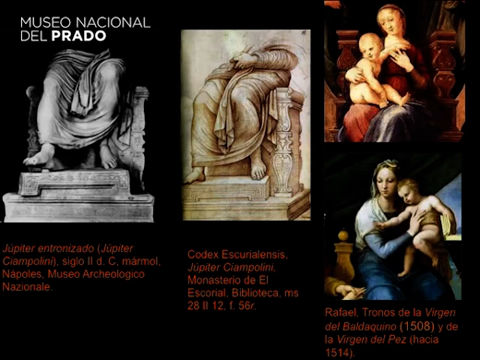 MUSEO NACIONAL
DEL PRADO
Júpiter entronizado (Júpiter
Ciampolini), siglo II d. C, mármol,
Nápoles, Museo Archeologico
Nazionale.
Codex Escurialensis,
Júpiter Ciampolini,
Monasterio de El
Escorial, Biblioteca, ms
28 II 12, f. 56r.
Rafael, Tronos de la Virgen
del Baldaquino (1508) y de
la Virgen del Pez (hacia
1514).